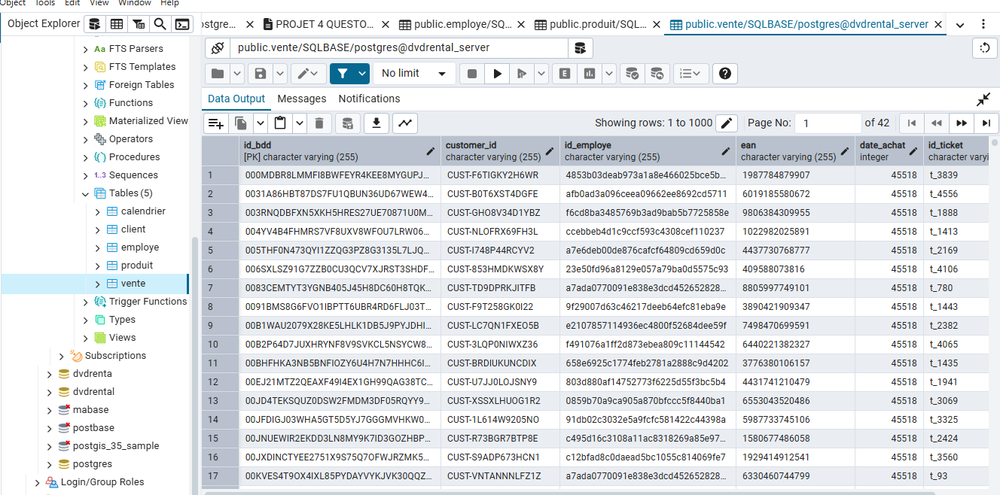 Object Tools Edit View Window Help
Object Explorer
ostgre... PROJET 4 QUESTO... public.employe/SQ... public.produit/SQL... public.vente/SQLBASE/postgres@dvdrental_server
public.vente/SQLBASE/postgres@dvdrental_server
No limit
E
Data Output Messages Notifications
Showing rows: 1 to 1000 Page No: 1 of 42
FTS Parsers
FTS Templates
Foreign Tables
Functions
Materialized View
Operators
Procedures
1..3 Sequences
Tables (5)
calendrier
client
employe
produit
vente
Trigger Functions
Types
Views
Subscriptions
dvdrenta
dvdrental
mabase
postbase
postgis_35_sample
postgres
Login/Group Roles
id_bdd customer_id id_employe ean date_achat id_ticket
[PK] character varying (255) character varying (255) character varying (255) character varying (255) integer character varyi
1 000MDBR8LMMFI8BWFEYR4KEE8MYGUPJ... CUST-F6TIGKY2H6WR 4853b03deab973a1a8e466025bce5b... 1987784879907 45518 t_3839
2 0031A86HBT87DS7FU1QBUN36UD67WEW4... CUST-B0T6XST4DGFE afb0ad3a096ceea09662ee8692cd5711 6019185580672 45518 t_4556
3 003RNQDBFXN5XKH5HRES27UE70871U0M... CUST-GHO8V34D1YBZ f6cd8ba3485769b3ad9bab5b7725858e 9806384309955 45518 t_1888
4 004YV4B4FHMRS7VF8UXV8WFOU7LRW06... CUST-NLOFRX69FH3L ccebbeb4d1c9ccf593c4308cef110237 1022982025891 45518 t_1413
5 005THF0N473QYI1ZZQG3PZ8G3135L7LJQ... CUST-I748P44RCYV2 a7e6deb00de876cafcf64809cd659d0c 4437730768777 45518 t_2169
6 006SXLSZ91G7ZZB0CU3QCV7XJRST3SHDF... CUST-853HMDKWSX8Y 23e50fd96a8129e057a79ba0d5575c93 409588073816 45518 t_4106
7 0083CEMTYT3YGNB405J45H8DC60H8TQK... CUST-TD9DPRKJITFB a7ada0770091e838e3dcd452652828... 8805997749101 45518 t_780
8 0091BMS8G6FVO1IBPTT6UBR4RD6FLJ03T... CUST-F9T258GK0I22 9f29007d63c46217deeb64efc81eba9e 3890421909347 45518 t_1443
9 00B1WAU2079X28KE5LHLK1DB5J9PYJDHI... CUST-LC7QN1FXEO5B e2107857114936ec4800f52684dee59f 7498470699591 45518 t_2382
10 00B2P64D7JUXHRYNF8V9SVKCL5NSYCW8... CUST-3LQP0NIWXZ36 f491076a1ff2d873ebea809c11144542 6440221382327 45518 t_4065
11 00BHFHKA3NB5BNFIOZY6U4H7N7HHHC6I... CUST-BRDIUKUNCDIX 658e6925c1774feb2781a2888c9d4202 3776380106157 45518 t_1435
12 00EJ21MTZ2QEAXF49I4EX1GH99QAG38TC... CUST-U7JJ0LOJSNY9 803d880af14752773f6225d55f3bc5b4 4431741210479 45518 t_1941
13 00JD4TEKSQUZ0DSW2FMDM3DF05RQYY9... CUST-XSSXLHUOG1R2 0859b70a9ca905a870bfccc5f8440ba1 6553043520486 45518 t_3069
14 00JFDIGJ03WHA5GT5D5YJ7GGGMVHKW0... CUST-1L614W9205NO 91db02c3032e5a9fcfc581422c44398a 5987733745106 45518 t_3325
15 00JNUEWIR2EKDD3LN8MY9K7ID3GOZHBP... CUST-R73BGR7BTP8E c495d16c3108a11ac8318269a85e97... 1580677486058 45518 t_2424
16 00JXDINCTYEE2751X9S75Q7OFWJRZMK5... CUST-S9ADP673HCN1 c12bfad8c0daead5bc1055c814069fe7 1929414912541 45518 t_3560
17 00KVES4T9OX4IXL85PYDAYVYKJVK30QQZ... CUST-VNTANNNLFZ1Z a7ada0770091e838e3dcd452652828... 6330460744799 45518 t_93